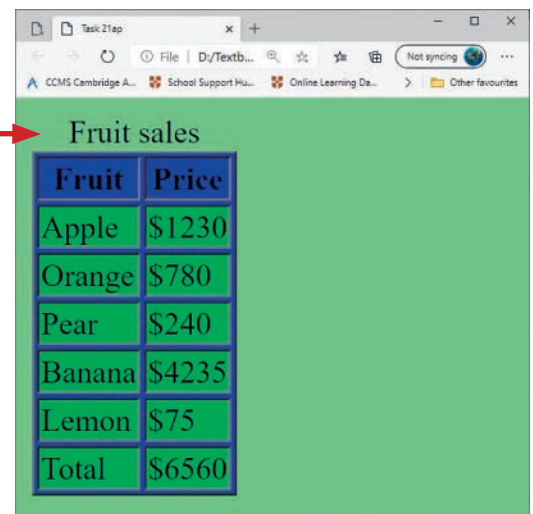 Task 21ap
File | D:/Textb... Not syncing
CCMS Cambridge A... School Support Hu... Online Learning Da... Other favourites
Fruit sales
Fruit Price
Apple $1230
Orange $780
Pear $240
Banana $4235
Lemon $75
Total $6560